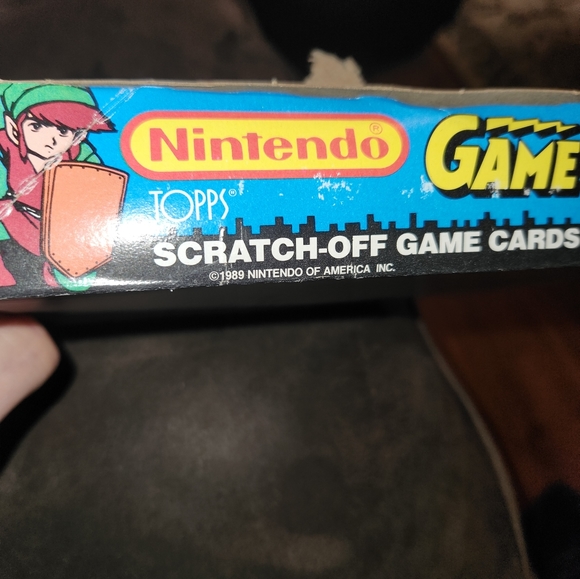 Nintendo®
GAME
TOPPS®
SCRATCH-OFF GAME CARDS
©1989 NINTENDO OF AMERICA INC.